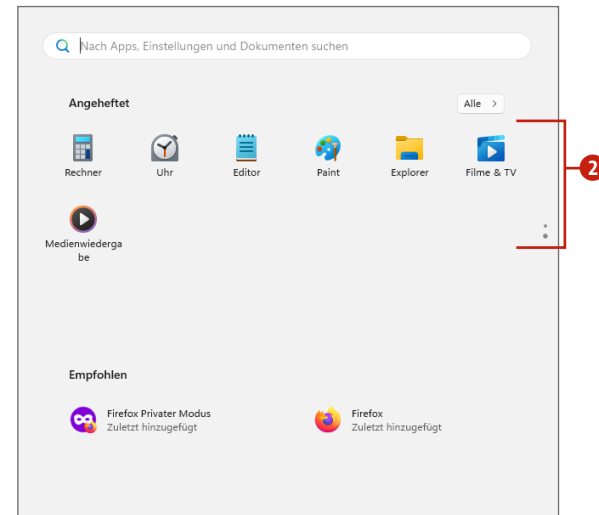 Nach Apps, Einstellungen und Dokumenten suchen
Angeheftet
Alle >
Rechner
Uhr
Editor
Paint
Explorer
Filme & TV
2
Medienwiederga
be
Empfohlen
Firefox Privater Modus
Zuletzt hinzugefügt
Firefox
Zuletzt hinzugefügt